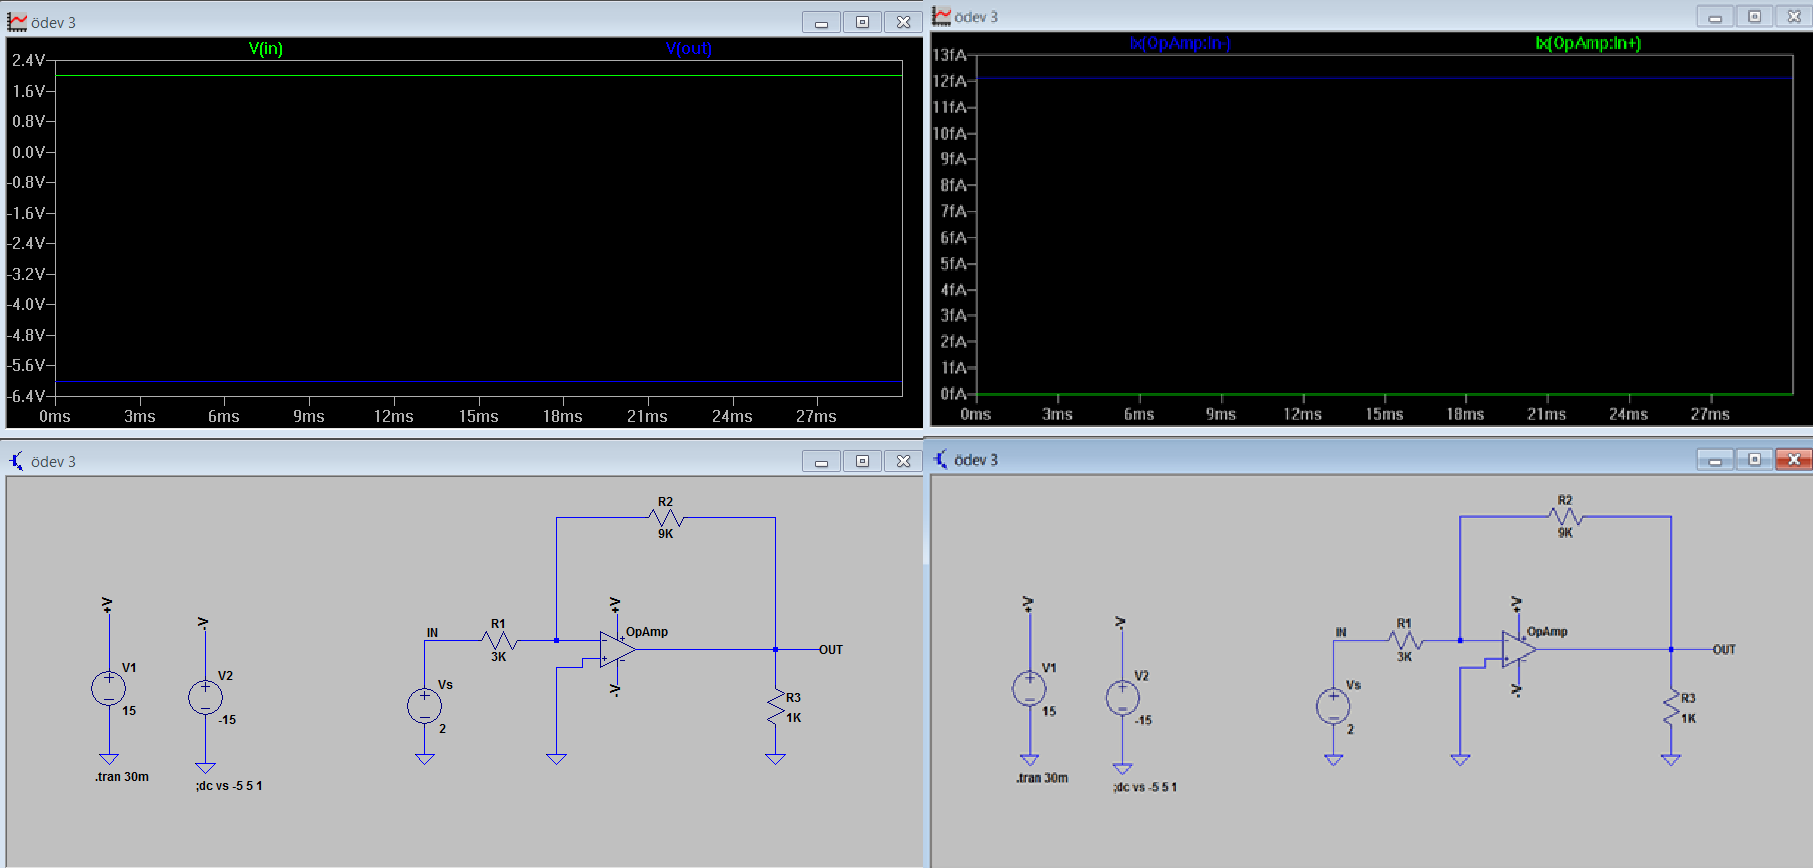 ödev 3
V(in) V(out)
2.4V
1.6V
0.8V
0.0V
-0.8V
-1.6V
-2.4V
-3.2V
-4.0V
-4.8V
-5.6V
-6.4V
0ms 3ms 6ms 9ms 12ms 15ms 18ms 21ms 24ms 27ms
ödev 3
Ix(OpAmp:In-) Ix(OpAmp:In+)
13fA
12fA
11fA
10fA
9fA
8fA
7fA
6fA
5fA
4fA
3fA
2fA
1fA
0fA
0ms 3ms 6ms 9ms 12ms 15ms 18ms 21ms 24ms 27ms
ödev 3
R2
9K
+V
-V
+V
IN
R1
3K
OpAmp
OUT
V1
15
V2
-15
Vs
2
-V
R3
1K
.tran 30m
;dc vs -5 5 1
ödev 3
R2
9K
+V
-V
+V
IN
R1
3K
OpAmp
OUT
V1
15
V2
-15
Vs
2
-V
R3
1K
.tran 30m
;dc vs -5 5 1